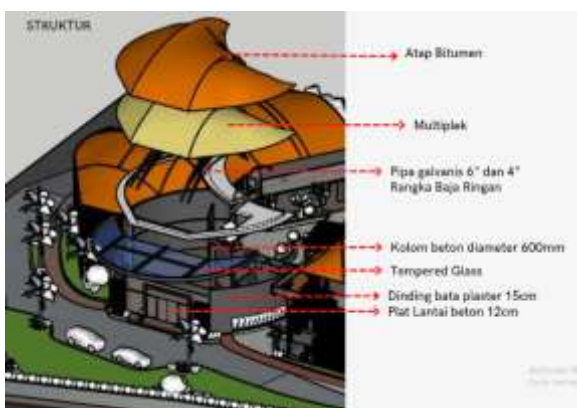 STRUKTUR
Atap Bitumen
Multiplek
Pipa galvanis 6" dan 4"
Rangka Baja Ringan
Kolom beton diameter 600mm
Tempered Glass
Dinding bata plaster 15cm
Plat Lantai beton 12cm